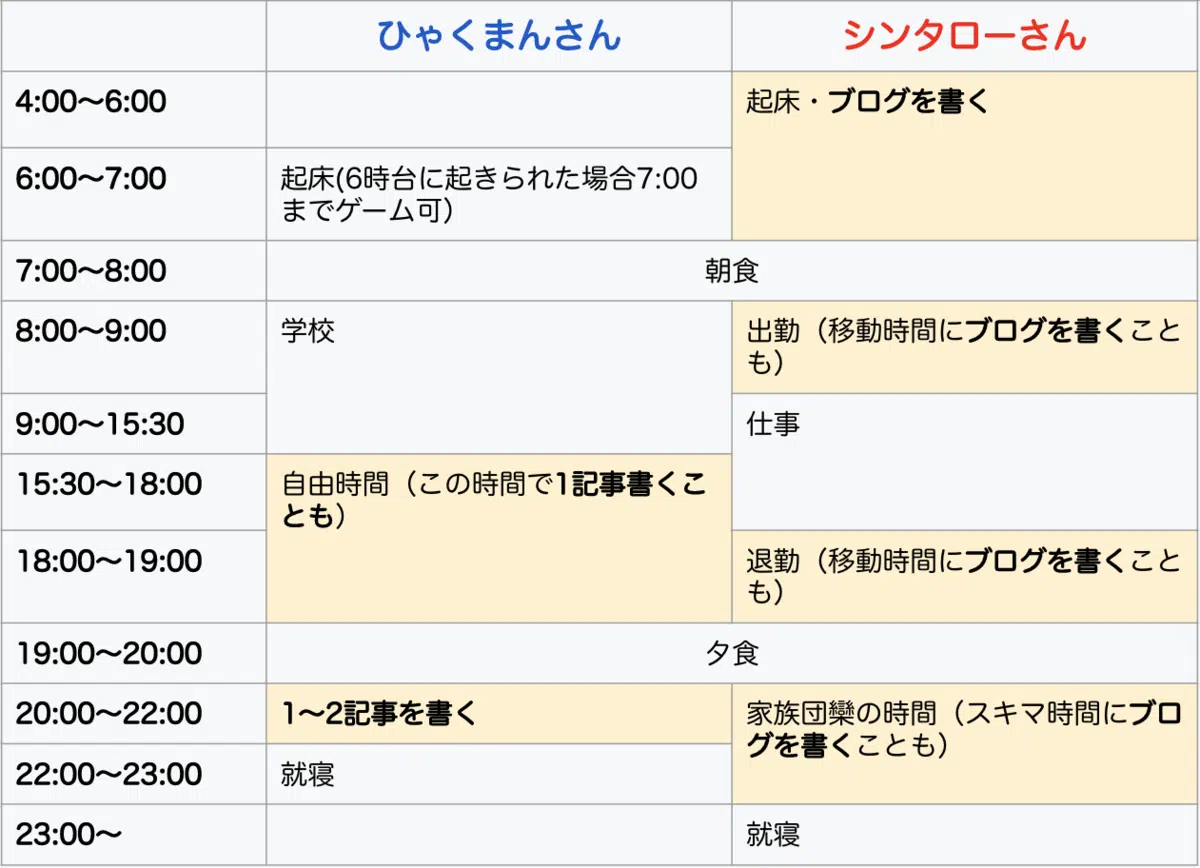 ひゃくまんさん
シンタローさん
4:00〜6:00
起床・ブログを書く
6:00〜7:00
起床(6時台に起きられた場合7:00
までゲーム可）
7:00〜8:00
朝食
8:00〜9:00
学校
出勤（移動時間にブログを書くこと
も）
9:00〜15:30
仕事
15:30〜18:00
自由時間（この時間で1記事書くこ
とも）
18:00〜19:00
退勤（移動時間にブログを書くこと
も）
19:00〜20:00
夕食
20:00〜22:00
1〜2記事を書く
家族団欒の時間（スキマ時間にブロ
グを書くことも）
22:00〜23:00
就寝
23:00〜
就寝